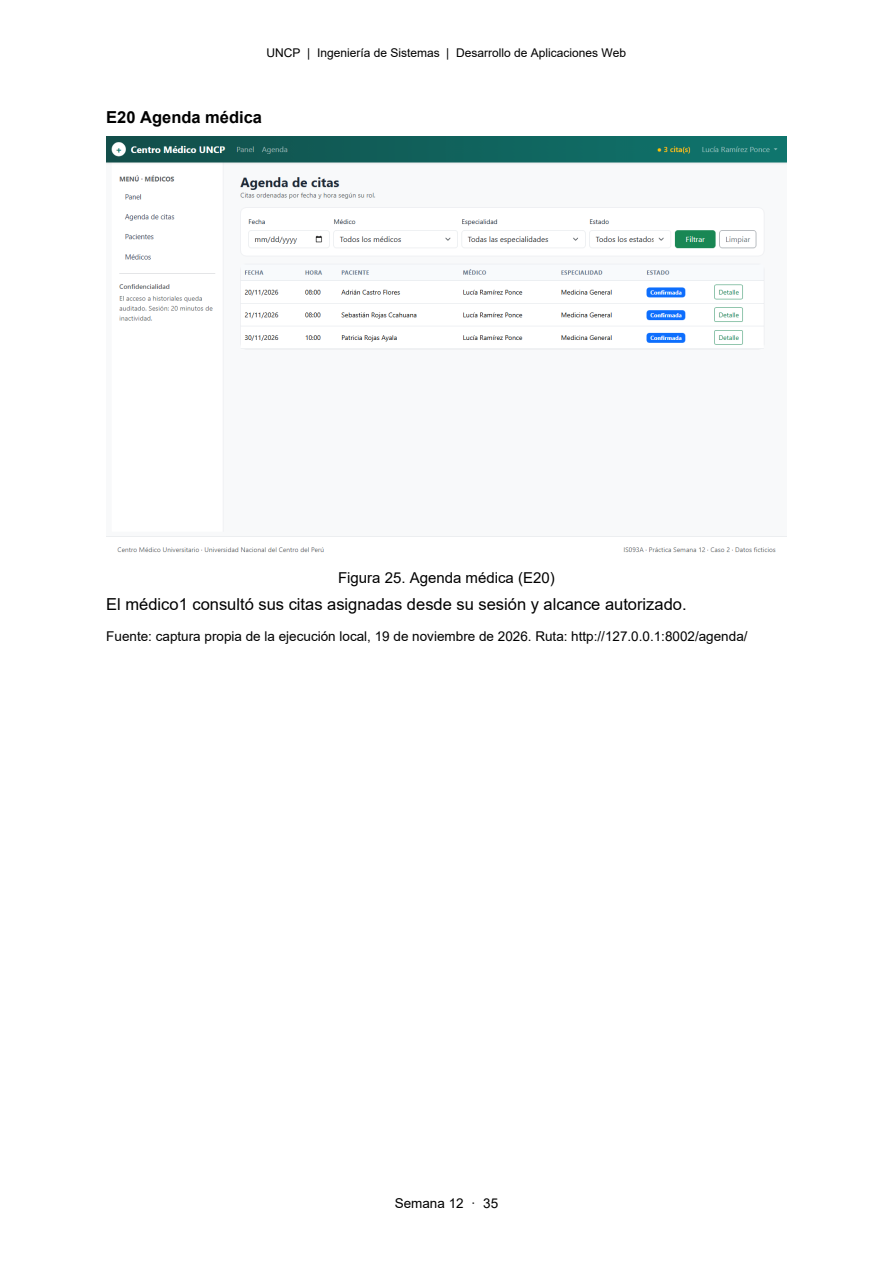 UNCP | Ingeniería de Sistemas | Desarrollo de Aplicaciones Web
E20 Agenda médica
+ Centro Médico UNCP Panel Agenda ● 3 cita(s) Lucía Ramírez Ponce
MENÚ · MÉDICOS
Panel
Agenda de citas
Pacientes
Médicos
Confidencialidad
El acceso a historiales queda
auditado. Sesión: 20 minutos de
inactividad.
Agenda de citas
Citas ordenadas por fecha y hora según su rol.
Fecha Médico Especialidad Estado
mm/dd/yyyy Todos los médicos Todas las especialidades Todos los estados Filtrar Limpiar
FECHA HORA PACIENTE MÉDICO ESPECIALIDAD ESTADO
20/11/2026 08:00 Adrián Castro Flores Lucía Ramírez Ponce Medicina General Confirmada Detalle
21/11/2026 08:00 Sebastián Rojas Ccahuana Lucía Ramírez Ponce Medicina General Confirmada Detalle
30/11/2026 10:00 Patricia Rojas Ayala Lucía Ramírez Ponce Medicina General Confirmada Detalle
Centro Médico Universitario · Universidad Nacional del Centro del Perú IS093A · Práctica Semana 12 · Caso 2 · Datos ficticios
Figura 25. Agenda médica (E20)
El médico1 consultó sus citas asignadas desde su sesión y alcance autorizado.
Fuente: captura propia de la ejecución local, 19 de noviembre de 2026. Ruta: http://127.0.0.1:8002/agenda/
Semana 12 · 35